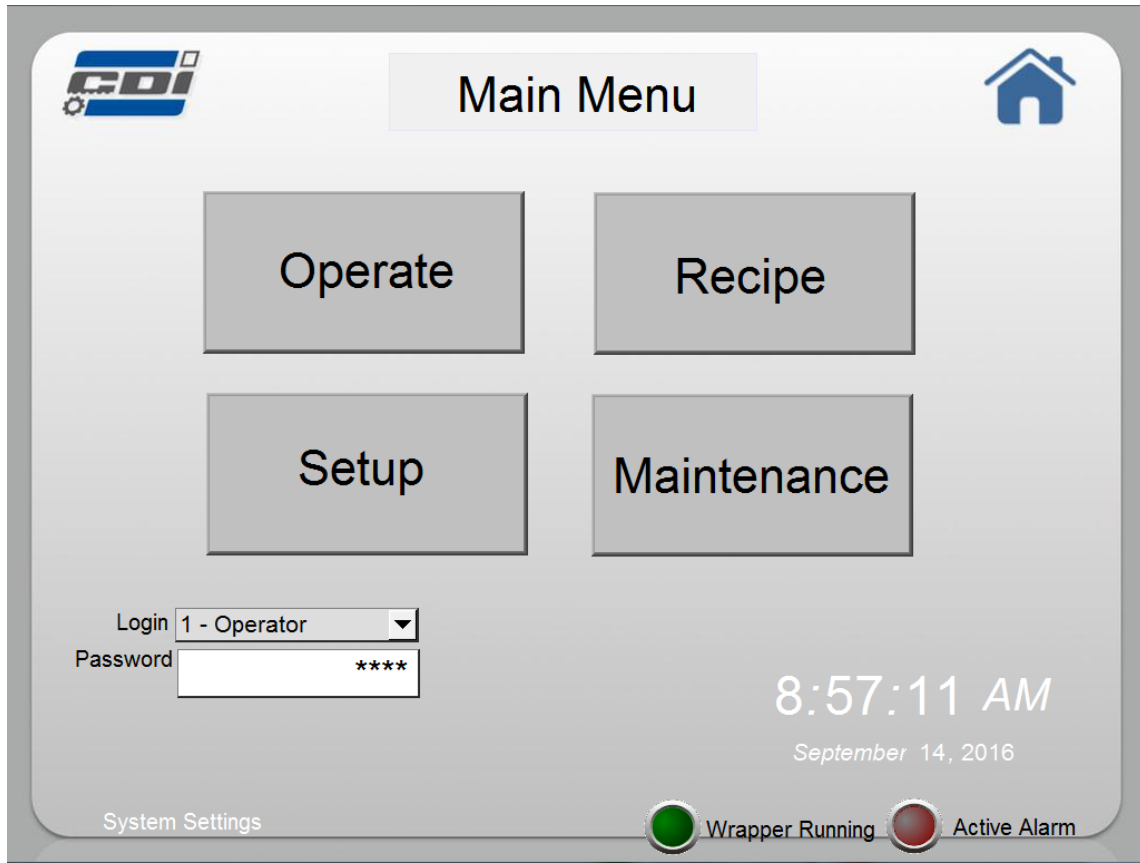 CDI
Main Menu
Operate
Recipe
Setup
Maintenance
Login 1 - Operator
Password ****
8:57:11 AM
September 14, 2016
System Settings
Wrapper Running
Active Alarm